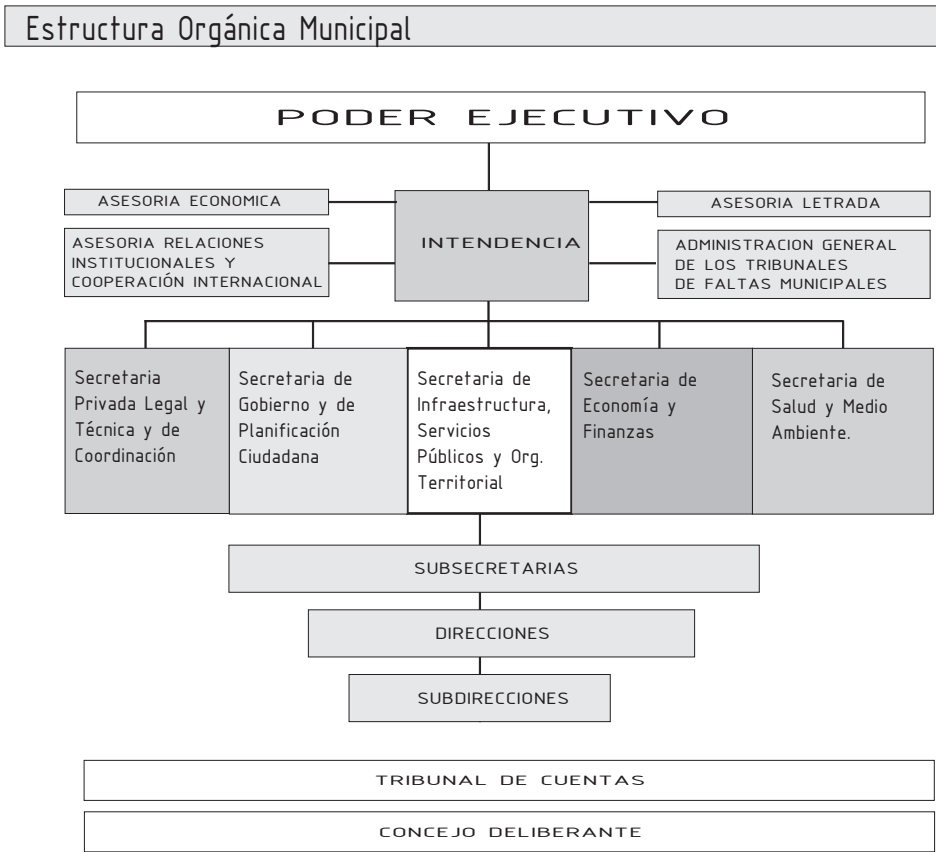 Estructura Orgánica Municipal
PODER EJECUTIVO
ASESORIA ECONOMICA
ASESORÍA RELACIONES
INSTITUCIONALES Y
COOPERACIÓN INTERNACIONAL
INTENDENCIA
ASESORIA LETRADA
ADMINISTRACION GENERAL
DE LOS TRIBUNALES
DE FALTAS MUNICIPALES
Secretaria
Privada Legal y
Técnica y de
Coordinación
Secretaria de
Gobierno y de
Planificación
Ciudadana
Secretaria de
Infraestructura,
Servicios
Públicos y Org.
Territorial
Secretaria de
Economía y
Finanzas
Secretaria de
Salud y Medio
Ambiente.
SUBSECRETARIAS
DIRECCIONES
SUBDIRECCIONES
TRIBUNAL DE CUENTAS
CONCEJO DELIBERANTE